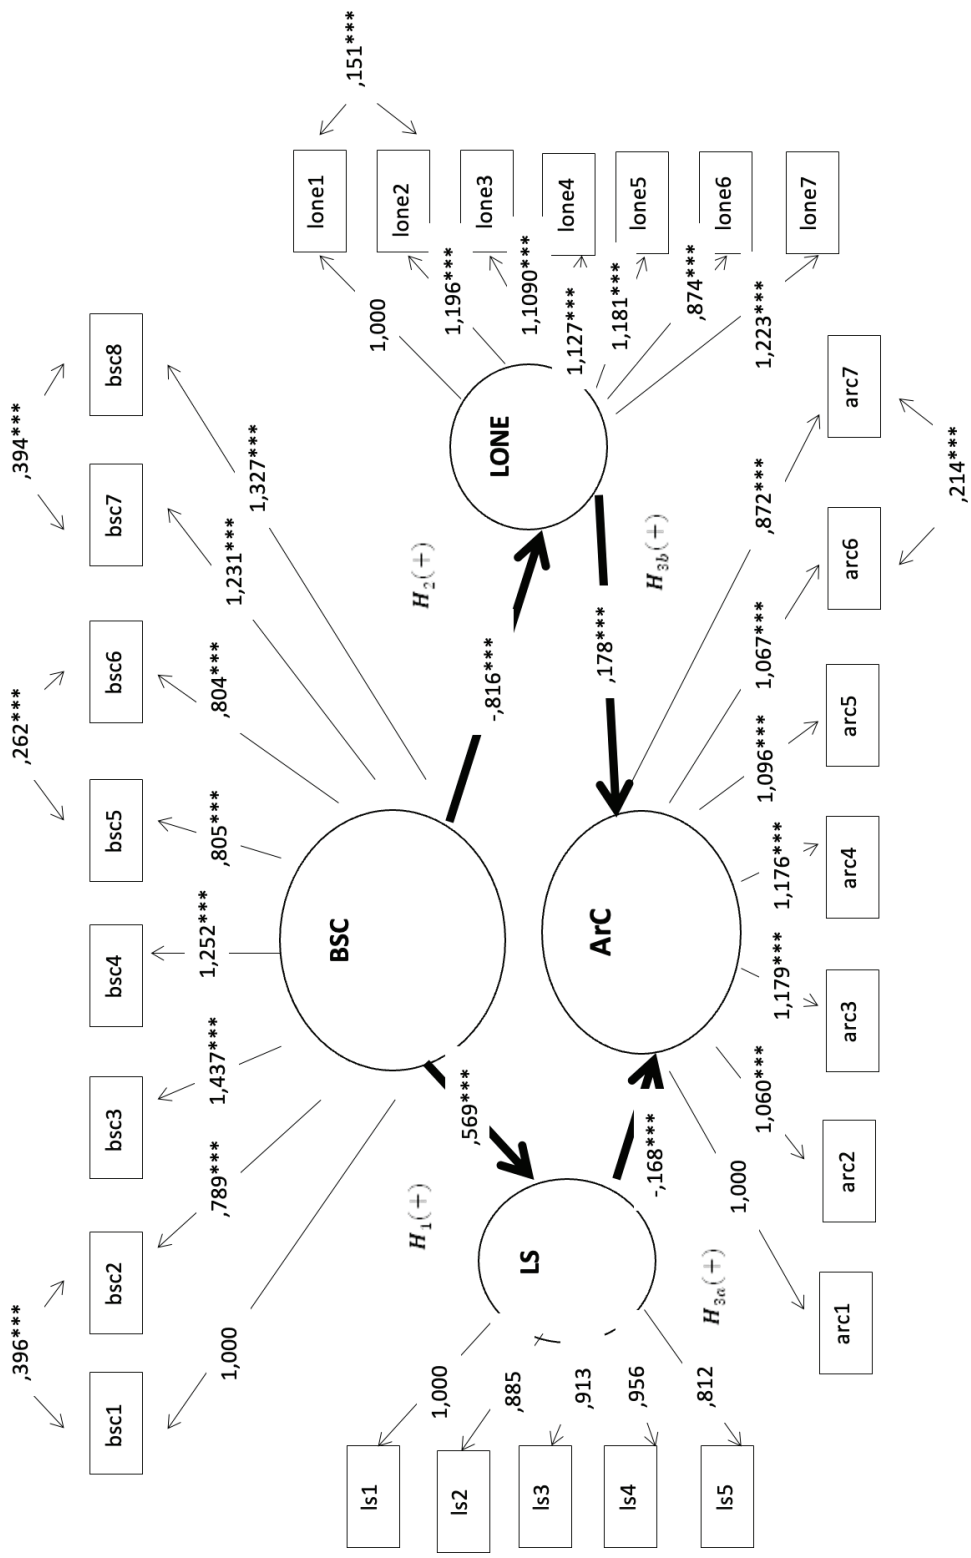 ,396***
,262***
,394***
bsc1
bsc2
bsc3
bsc4
bsc5
bsc6
bsc7
bsc8
1,000
,789***
1,437***
1,252***
,805***
,804***
1,231***
1,327***
BSC
H1(+)
,569***
H2(+)
-,816***
LS
1,000
,885
,913
,956
,812
ls1
ls2
ls3
ls4
ls5
LONE
1,000
1,196***
1,1090***
1,127***
1,181***
,874***
1,223***
lone1
lone2
lone3
lone4
lone5
lone6
lone7
,151***
H3a(+)
-,168***
H3b(+)
,178***
ArC
1,000
1,060***
1,179***
1,176***
1,096***
1,067***
,872***
arc1
arc2
arc3
arc4
arc5
arc6
arc7
,214***